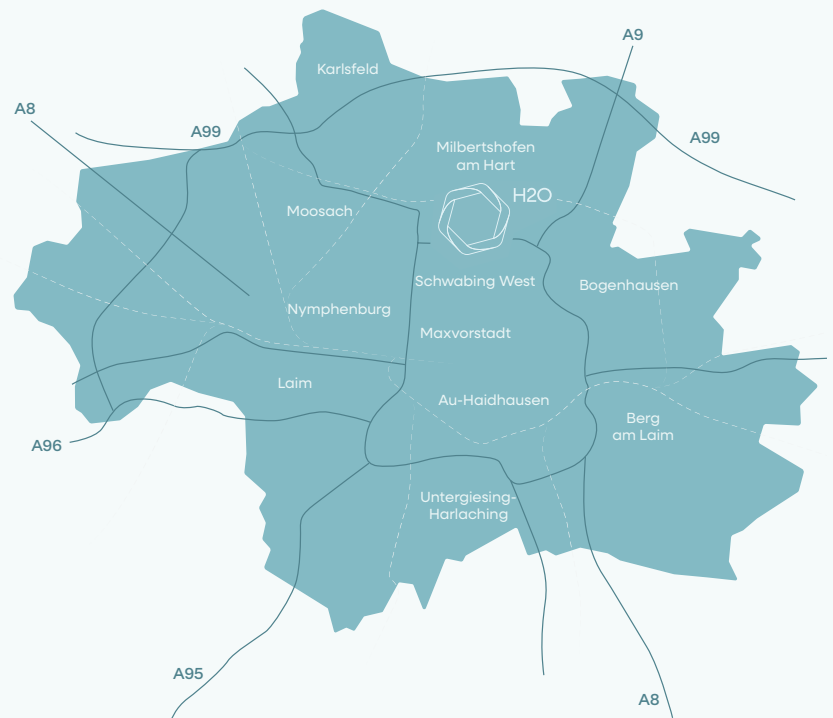 A9
Karlsfeld
A8
A99
A99
Milbertshofen
am Hart
H2O
Moosach
Schwabing West
Bogenhausen
Nymphenburg
Maxvorstadt
Laim
Au-Haidhausen
Berg
am Laim
A96
Untergiesing-
Harlaching
A95
A8